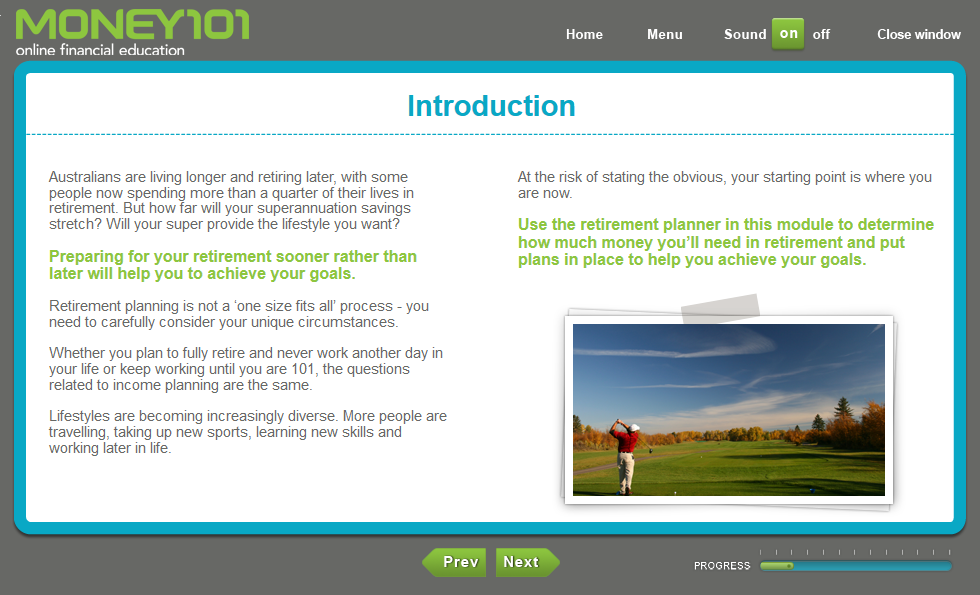 MONEY101
online financial education
Home
Menu
Sound on off
Close window
Introduction
Australians are living longer and retiring later, with some
people now spending more than a quarter of their lives in
retirement. But how far will your superannuation savings
stretch? Will your super provide the lifestyle you want?
Preparing for your retirement sooner rather than
later will help you to achieve your goals.
Retirement planning is not a ‘one size fits all’ process - you
need to carefully consider your unique circumstances.
Whether you plan to fully retire and never work another day in
your life or keep working until you are 101, the questions
related to income planning are the same.
Lifestyles are becoming increasingly diverse. More people are
travelling, taking up new sports, learning new skills and
working later in life.
At the risk of stating the obvious, your starting point is where you
are now.
Use the retirement planner in this module to determine
how much money you’ll need in retirement and put
plans in place to help you achieve your goals.
Prev
Next
PROGRESS